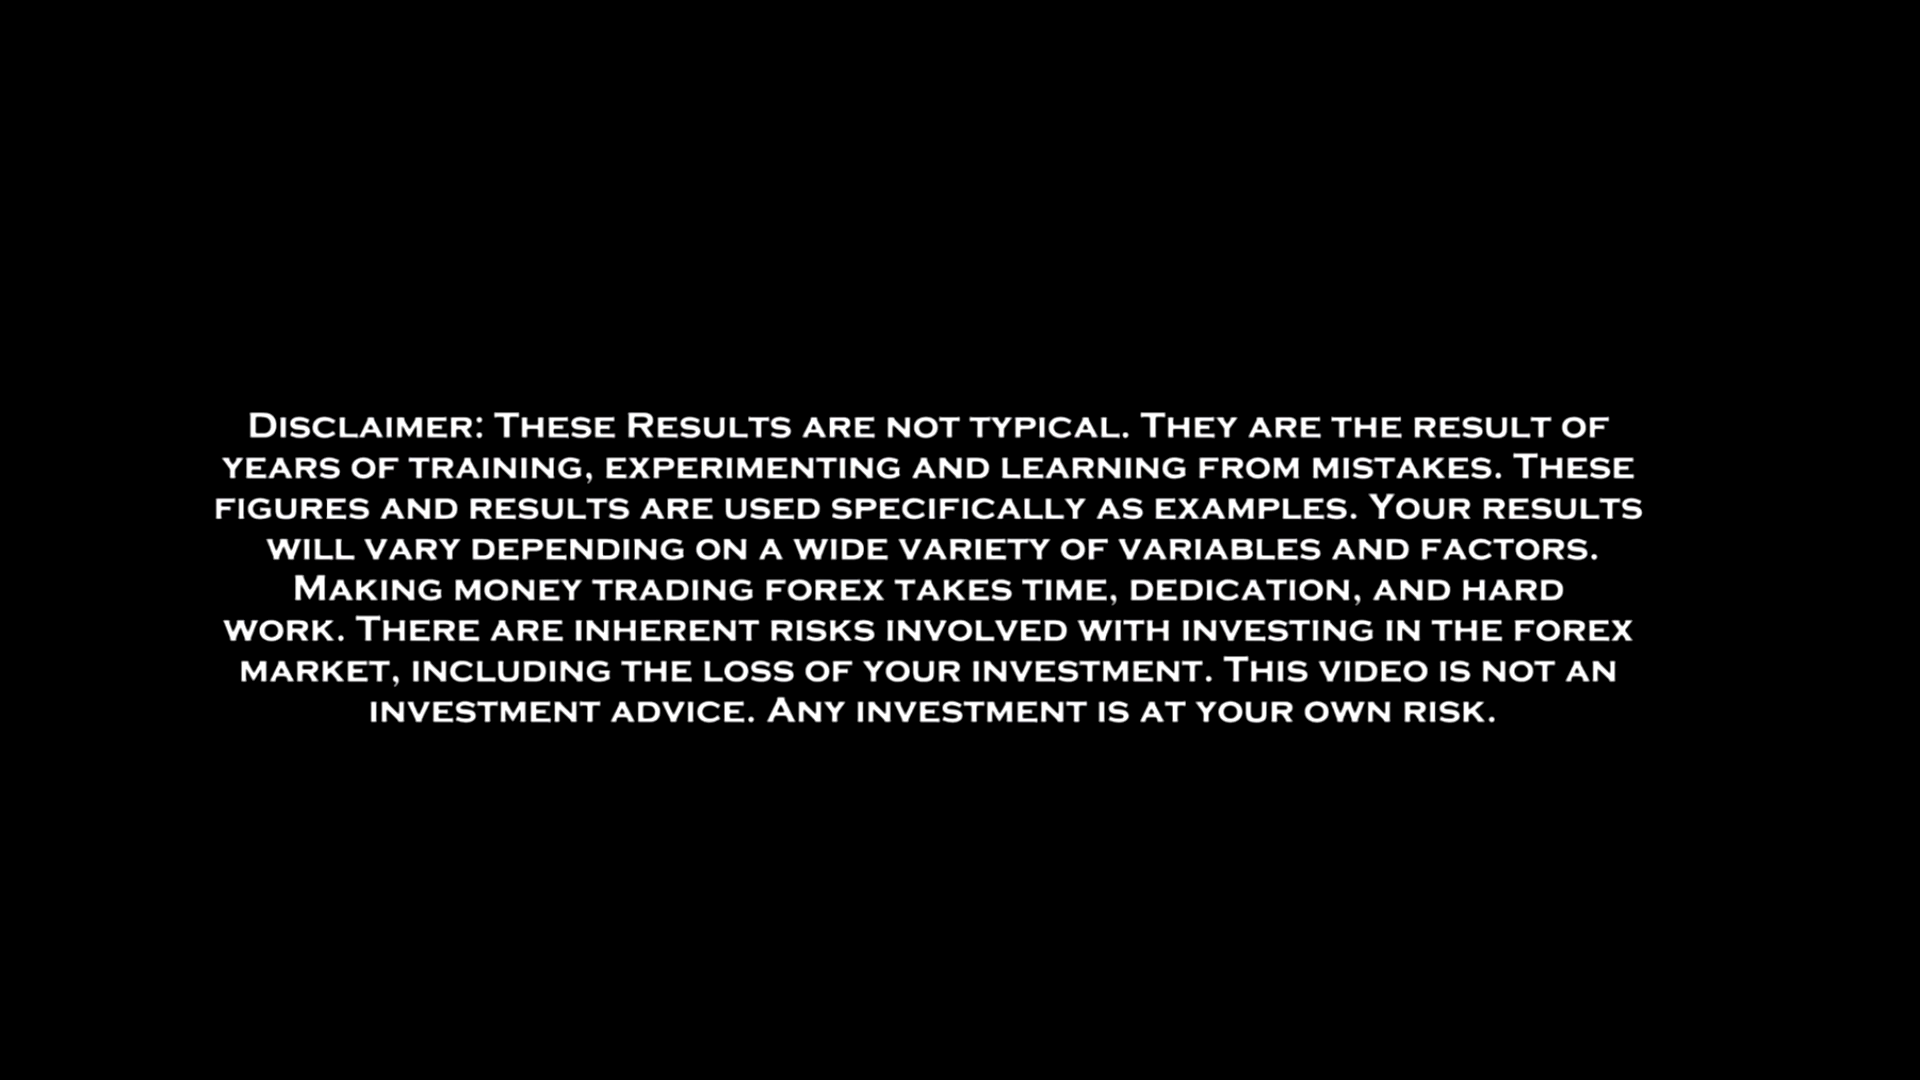 Disclaimer: These Results are not typical. They are the result of
years of training, experimenting and learning from mistakes. These
figures and results are used specifically as examples. Your results
will vary depending on a wide variety of variables and factors.
Making money trading forex takes time, dedication, and hard
work. There are inherent risks involved with investing in the forex
market, including the loss of your investment. This video is not an
investment advice. Any investment is at your own risk.